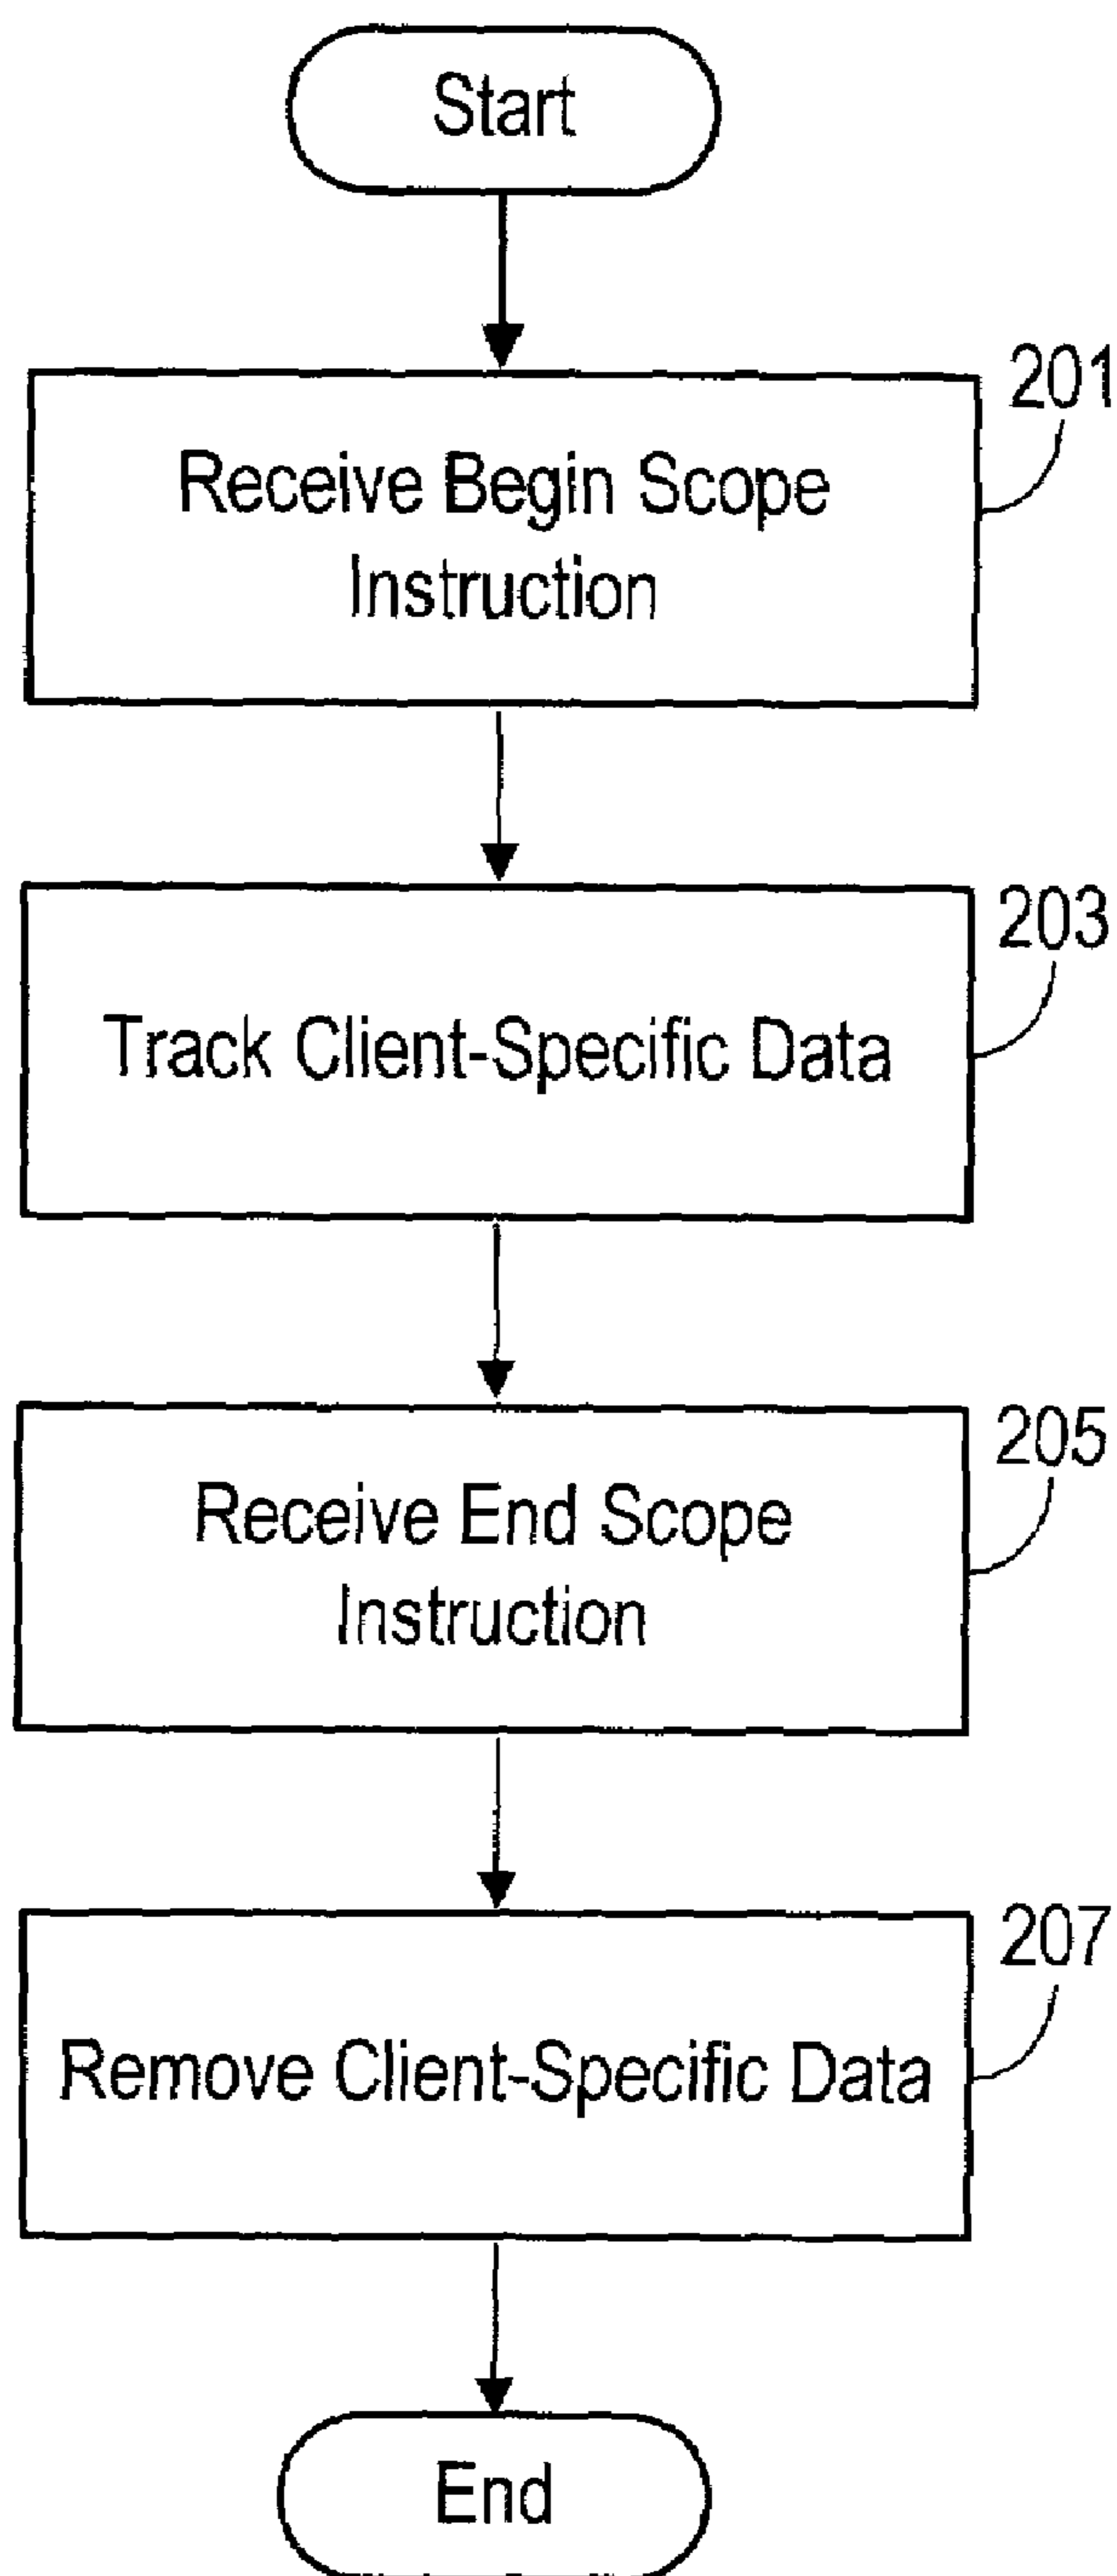 Start
201
Receive Begin Scope
Instruction
203
Track Client-Specific Data
205
Receive End Scope
Instruction
207
Remove Client-Specific Data
End